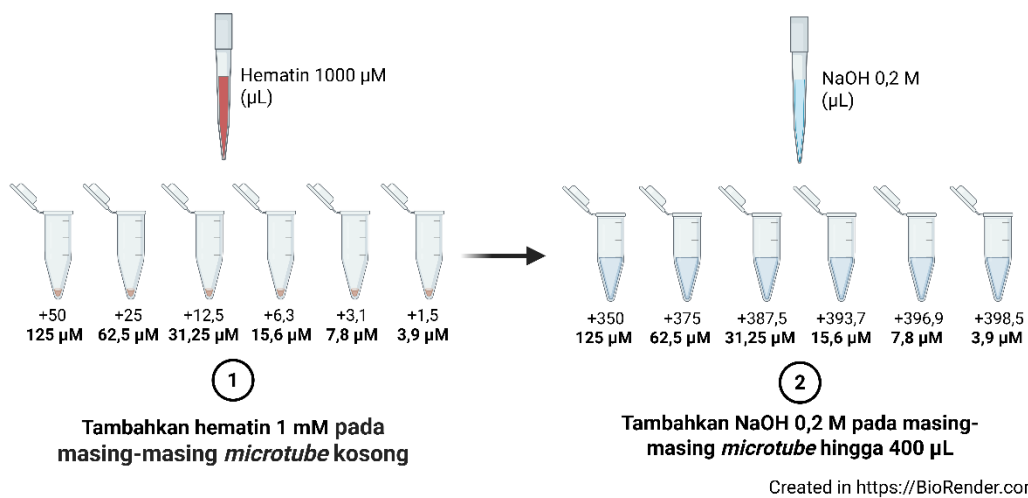 Hematin 1000 µM
(µL)
+50 +25 +12,5 +6,3 +3,1 +1,5
125 µM 62,5 µM 31,25 µM 15,6 µM 7,8 µM 3,9 µM
1
Tambahkan hematin 1 mM pada
masing-masing microtube kosong
NaOH 0,2 M
(µL)
+350 +375 +387,5 +393,7 +396,9 +398,5
125 µM 62,5 µM 31,25 µM 15,6 µM 7,8 µM 3,9 µM
2
Tambahkan NaOH 0,2 M pada masing-
masing microtube hingga 400 µL
Created in https://BioRender.com